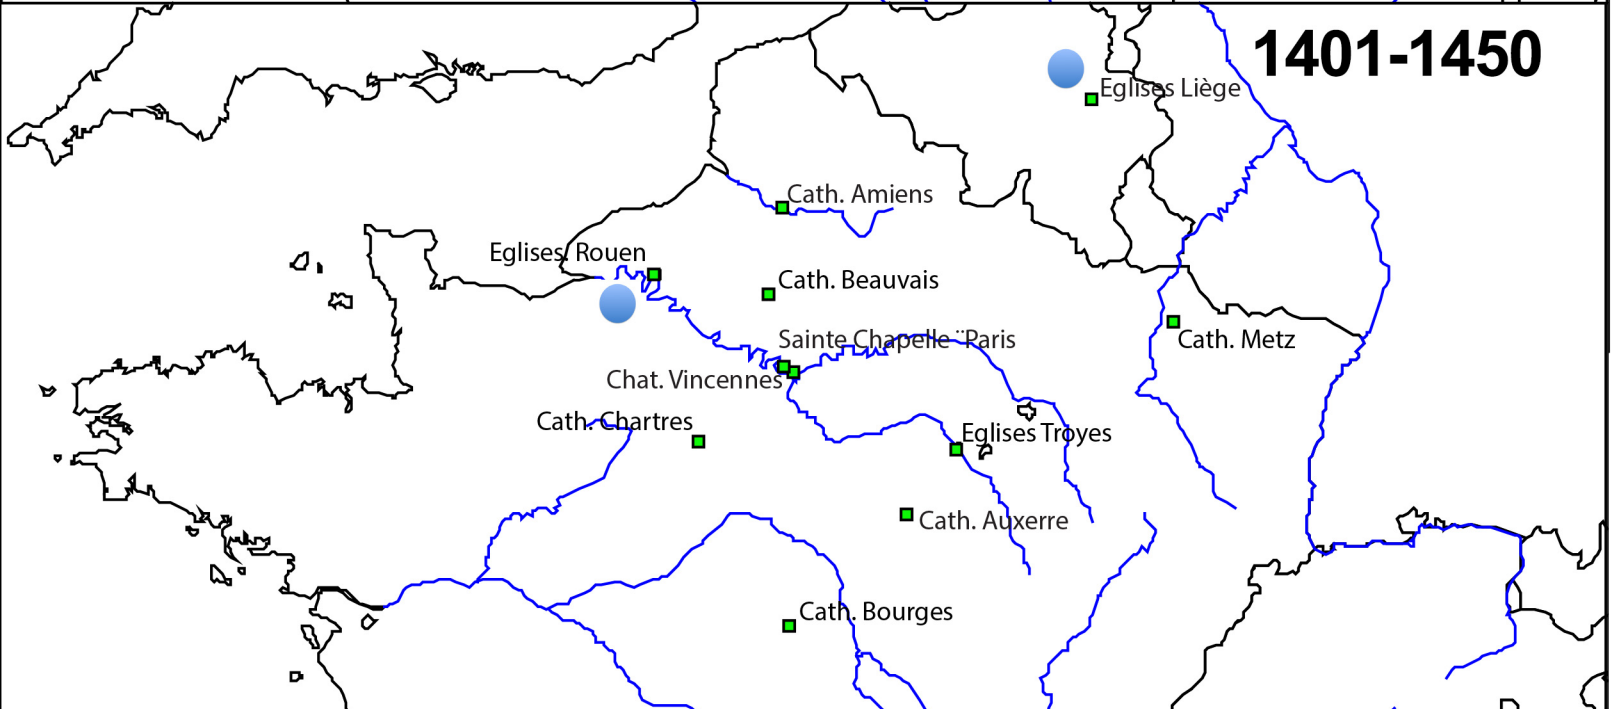 1401-1450
Eglises Liège
Cath. Amiens
Eglises Rouen
Cath. Beauvais
Sainte Chapelle ¨Paris
Cath. Metz
Chat. Vincennes
Cath. Chartres
Eglises Troyes
Cath. Auxerre
Cath. Bourges